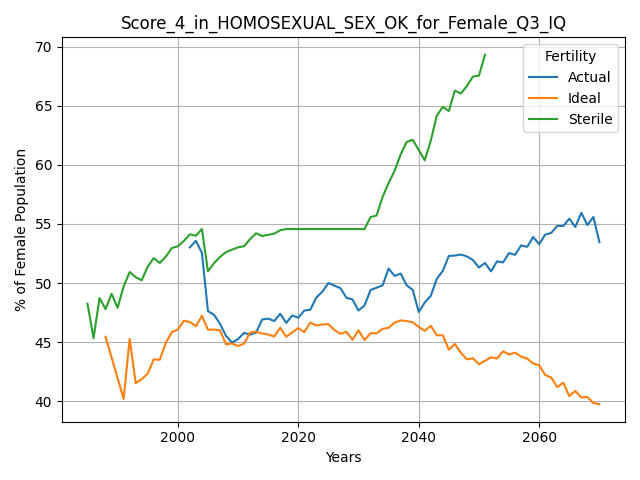 Score_4_in_HOMOSEXUAL_SEX_OK_for_Female_Q3_IQ
Fertility
Actual
Ideal
Sterile
% of Female Population
70
65
60
55
50
45
40
2000
2020
2040
2060
Years